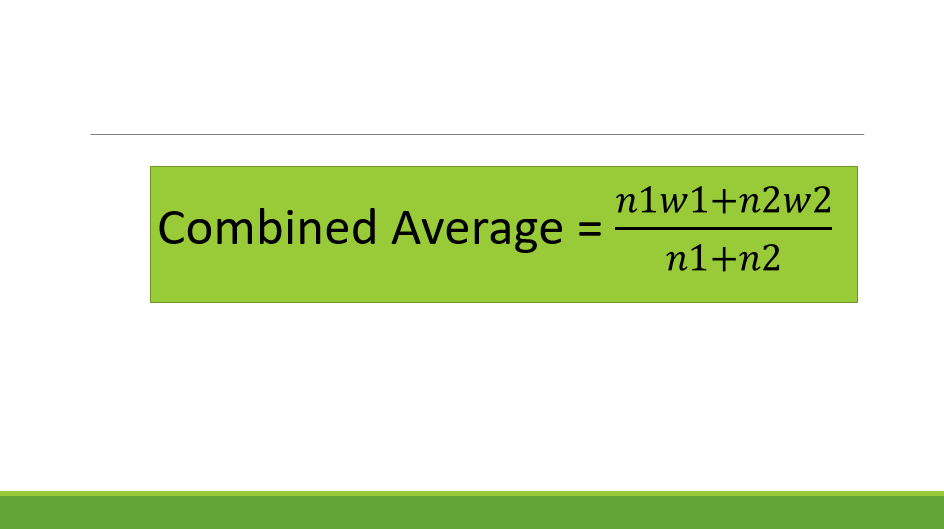 Combined Average = n1w1+n2w2
n1+n2